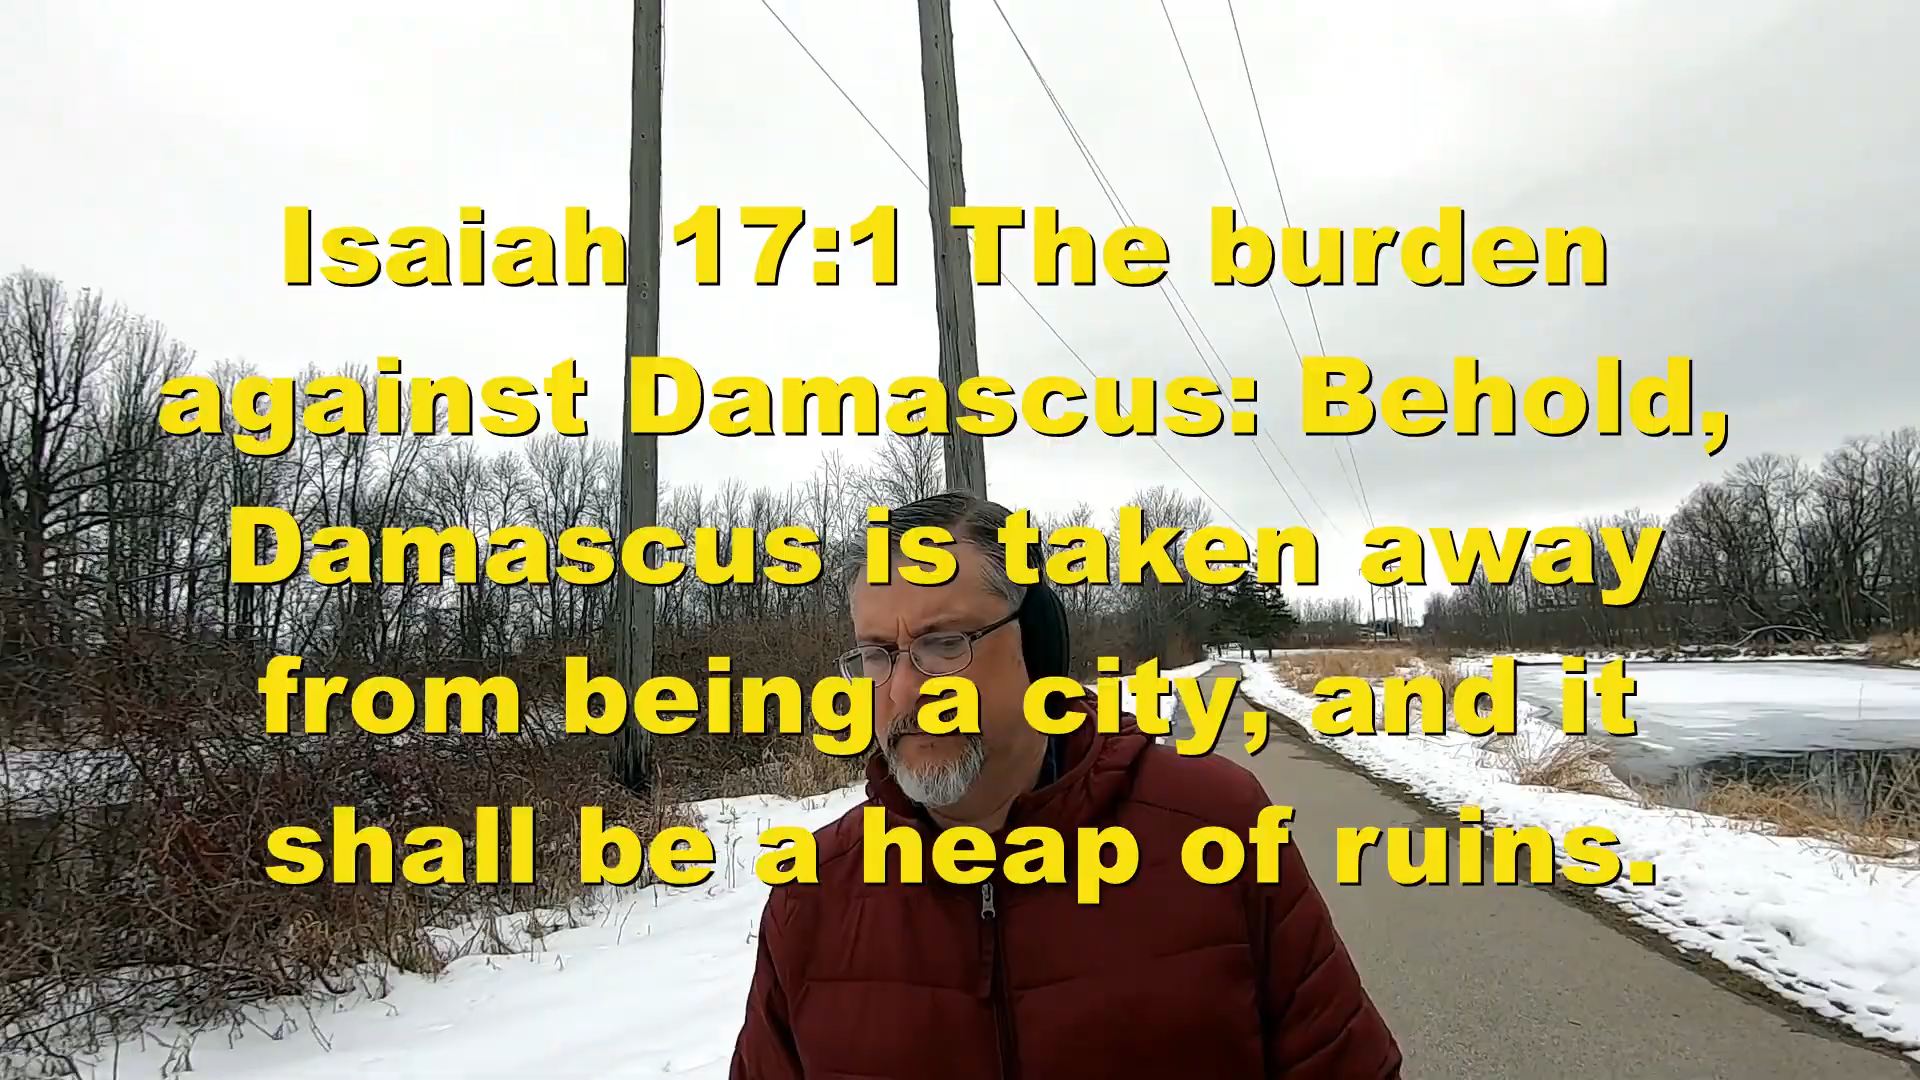 Isaiah 17:1 The burden
against Damascus: Behold,
Damascus is taken away
from being a city, and it
shall be a heap of ruins.